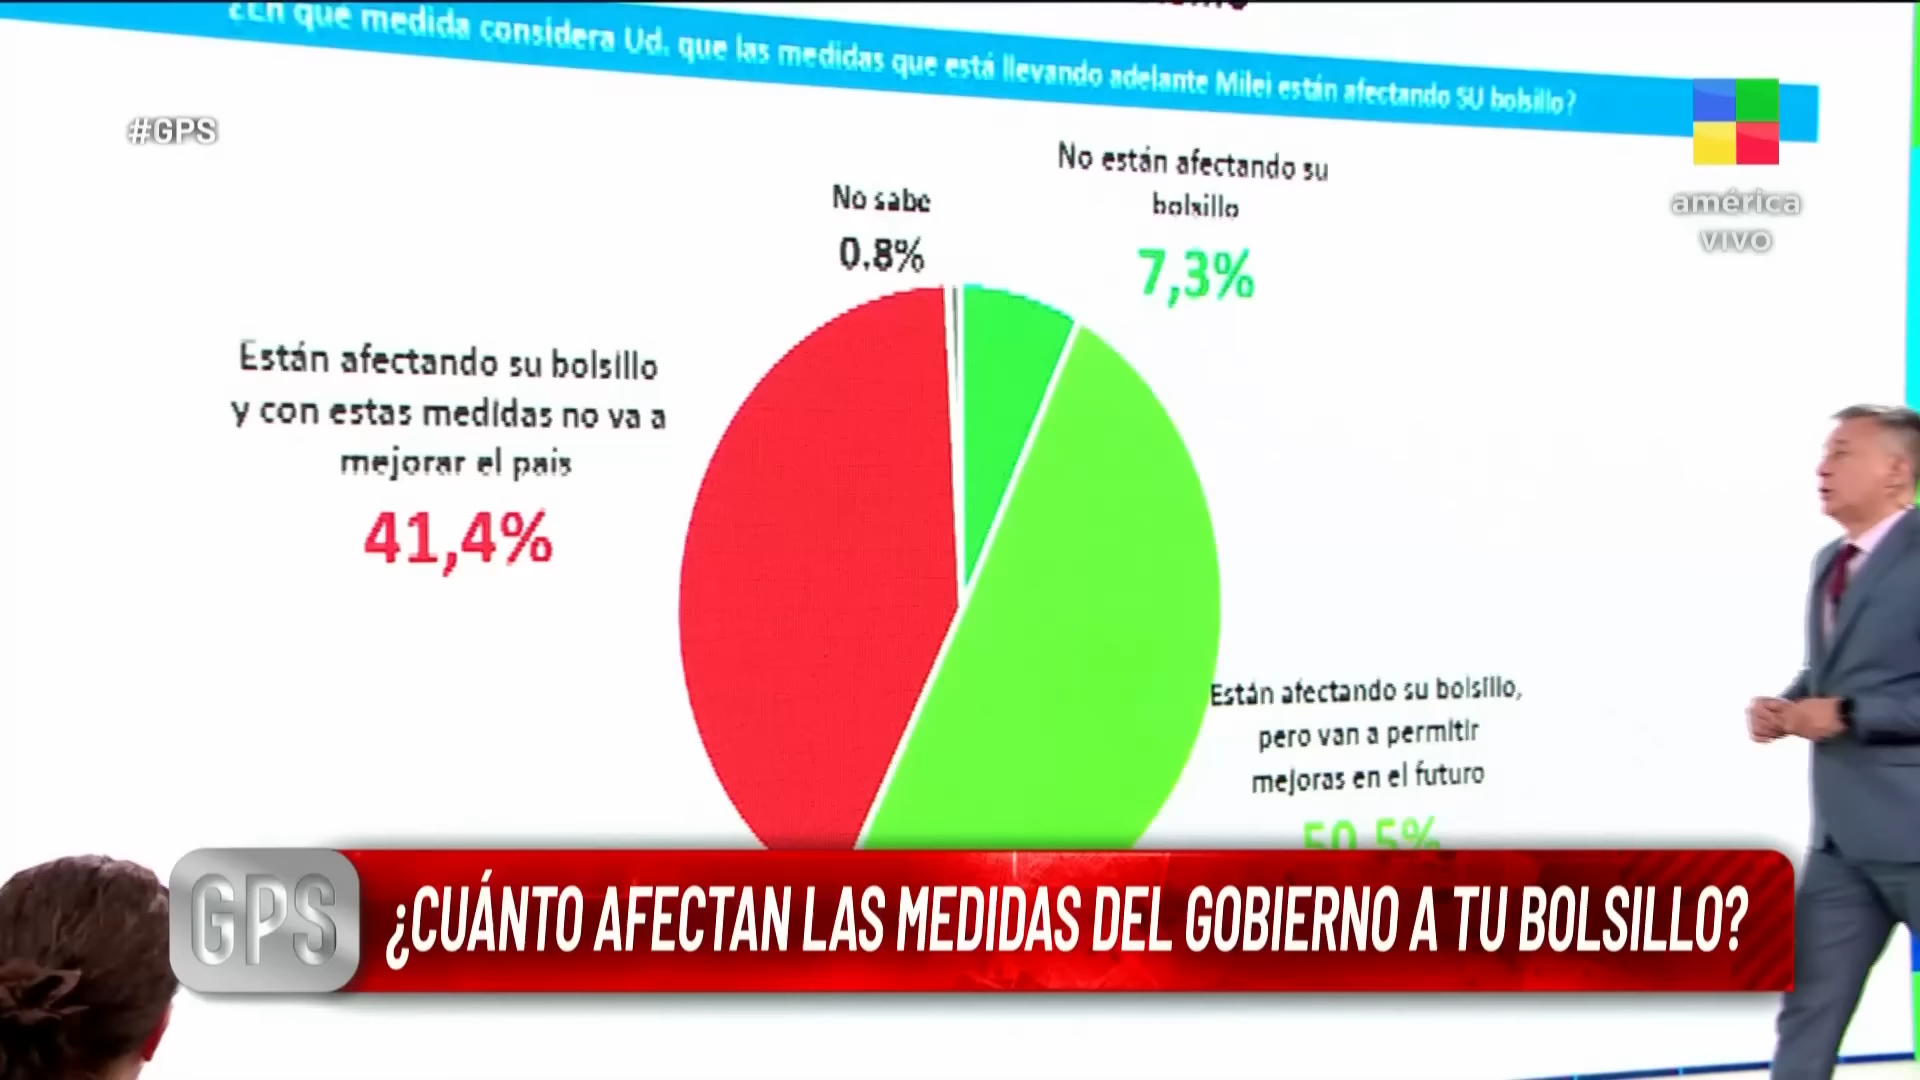 ¿En qué medida considera Ud. que las medidas que está llevando adelante Milei están afectando SU bolsillo?
#GPS
américa
VIVO
No están afectando su
bolsillo
7,3%
No sabe
0.8%
Están afectando su bolsillo
y con estas medidas no va a
mejorar el pais
41,4%
Están afectando su bolsillo,
pero van a permitir
mejoras en el futuro
50,5%
GPS
¿CUÁNTO AFECTAN LAS MEDIDAS DEL GOBIERNO A TU BOLSILLO?